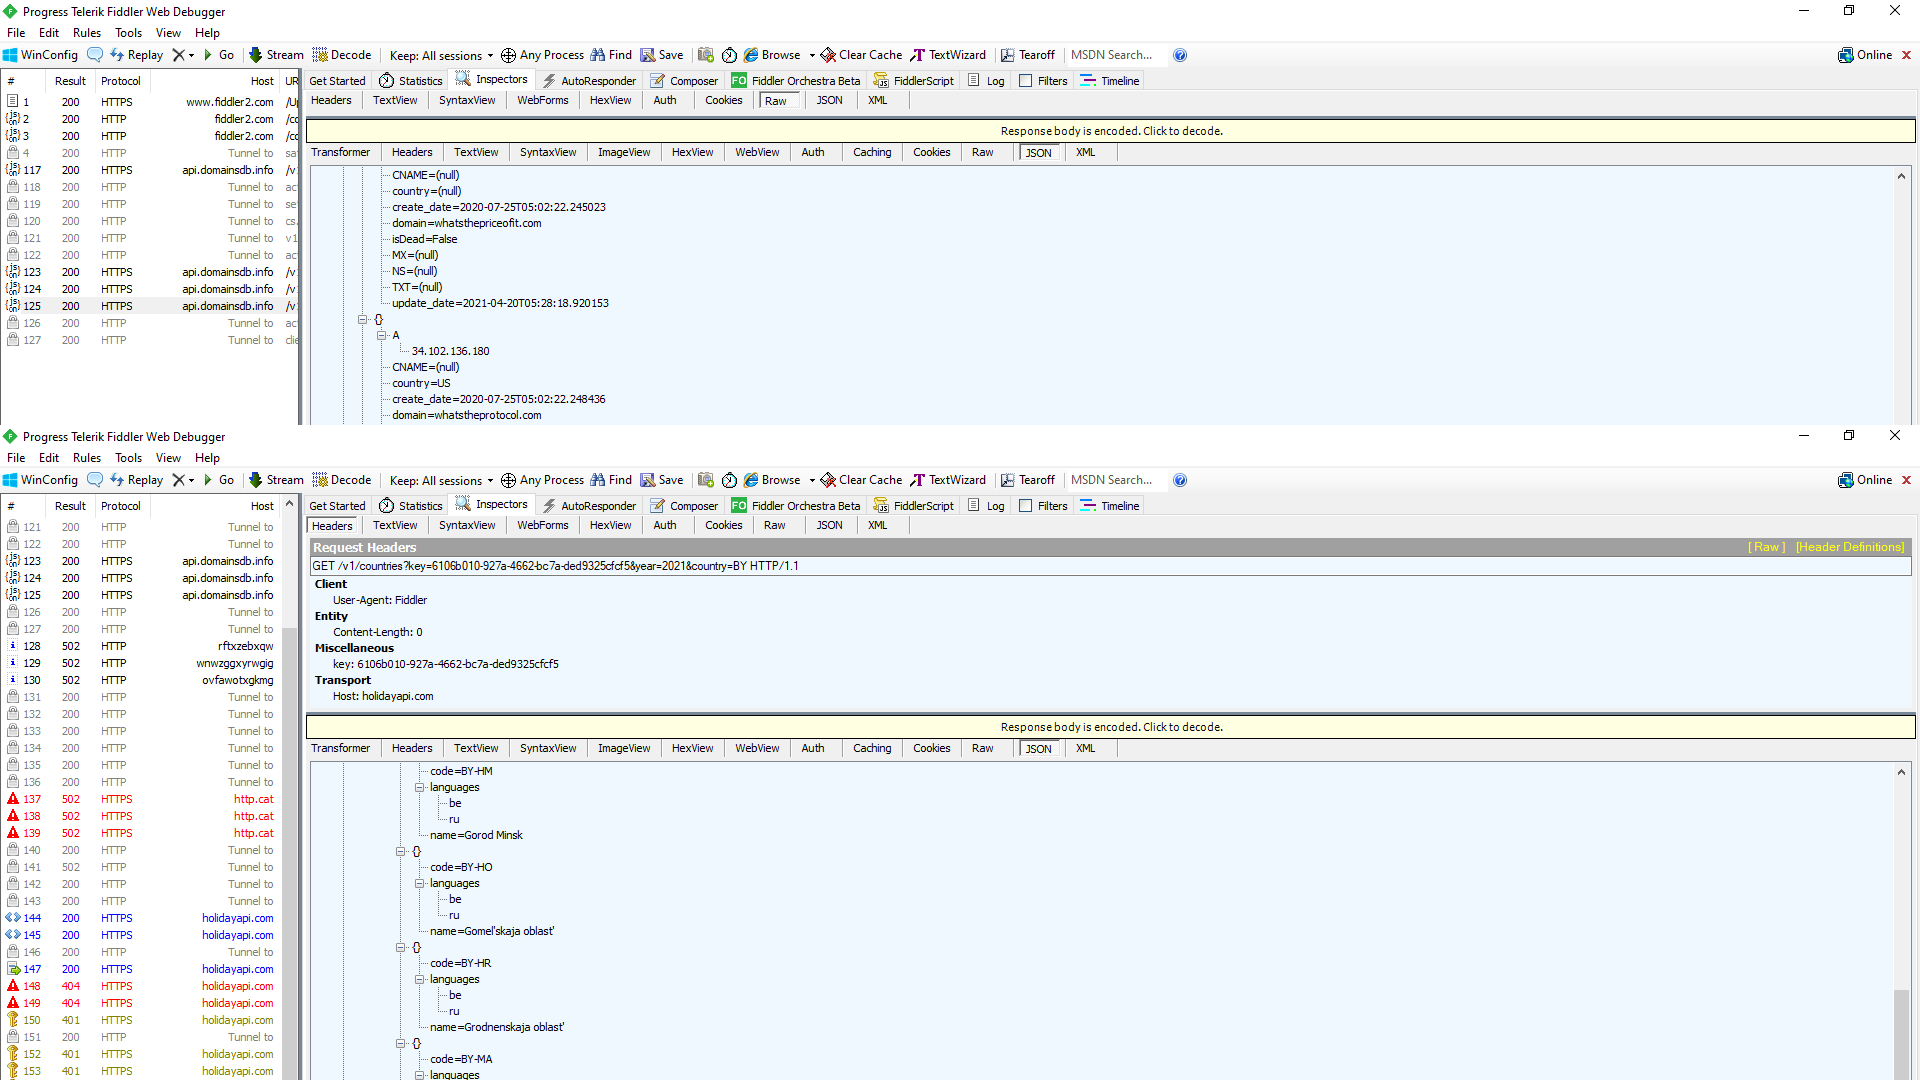 Progress Telerik Fiddler Web Debugger
File Edit Rules Tools View Help
WinConfig Replay Go Stream Decode Keep: All sessions Any Process Find Save Browse Clear Cache TextWizard Tearoff MSDN Search... Online
# Result Protocol Host UR
Get Started Statistics Inspectors AutoResponder Composer FO Fiddler Orchestra Beta FiddlerScript Log Filters Timeline
Headers TextView SyntaxView WebForms HexView Auth Cookies Raw JSON XML
1 200 HTTPS www.fiddler2.com /Up
2 200 HTTP fiddler2.com /co
3 200 HTTP fiddler2.com /co
4 200 HTTP Tunnel to
117 200 HTTPS api.domainsdb.info /v1
118 200 HTTP Tunnel to act
119 200 HTTP Tunnel to
120 200 HTTP Tunnel to cs.
121 200 HTTP Tunnel to v1
122 200 HTTP Tunnel to act
123 200 HTTPS api.domainsdb.info /v1
124 200 HTTPS api.domainsdb.info /v1
125 200 HTTPS api.domainsdb.info /v1
126 200 HTTP Tunnel to act
127 200 HTTP Tunnel to clie
Response body is encoded. Click to decode.
Transformer Headers TextView SyntaxView ImageView HexView WebView Auth Caching Cookies Raw JSON XML
CNAME=(null)
country=(null)
create_date=2020-07-25T05:02:22.245023
domain=whatsthepriceofit.com
isDead=False
MX=(null)
NS=(null)
TXT=(null)
update_date=2021-04-20T05:28:18.920153
{}
A
34.102.136.180
CNAME=(null)
country=US
create_date=2020-07-25T05:02:22.248436
domain=whatstheprotocol.com
Progress Telerik Fiddler Web Debugger
File Edit Rules Tools View Help
WinConfig Replay Go Stream Decode Keep: All sessions Any Process Find Save Browse Clear Cache TextWizard Tearoff MSDN Search... Online
# Result Protocol Host
Get Started Statistics Inspectors AutoResponder Composer FO Fiddler Orchestra Beta FiddlerScript Log Filters Timeline
Headers TextView SyntaxView WebForms HexView Auth Cookies Raw JSON XML
121 200 HTTP Tunnel to
122 200 HTTP Tunnel to
123 200 HTTPS api.domainsdb.info
124 200 HTTPS api.domainsdb.info
125 200 HTTPS api.domainsdb.info
126 200 HTTP Tunnel to
127 200 HTTP Tunnel to
128 502 HTTP rftxzebxqw
129 502 HTTP wnwzggxyrwgig
130 502 HTTP ovfawotxgkmg
131 200 HTTP Tunnel to
132 200 HTTP Tunnel to
133 200 HTTP Tunnel to
134 200 HTTP Tunnel to
135 200 HTTP Tunnel to
136 200 HTTP Tunnel to
137 502 HTTPS http.cat
138 502 HTTPS http.cat
139 502 HTTPS http.cat
140 200 HTTP Tunnel to
141 502 HTTP Tunnel to
142 200 HTTP Tunnel to
143 200 HTTP Tunnel to
144 200 HTTPS holidayapi.com
145 200 HTTPS holidayapi.com
146 200 HTTP Tunnel to
147 200 HTTPS holidayapi.com
148 404 HTTPS holidayapi.com
149 404 HTTPS holidayapi.com
150 401 HTTPS holidayapi.com
151 200 HTTP Tunnel to
152 401 HTTPS holidayapi.com
153 401 HTTPS holidayapi.com
Request Headers [ Raw ] [Header Definitions]
GET /v1/countries?key=6106b010-927a-4662-bc7a-ded9325cfcf5&year=2021&country=BY HTTP/1.1
Client
User-Agent: Fiddler
Entity
Content-Length: 0
Miscellaneous
key: 6106b010-927a-4662-bc7a-ded9325cfcf5
Transport
Host: holidayapi.com
Response body is encoded. Click to decode.
Transformer Headers TextView SyntaxView ImageView HexView WebView Auth Caching Cookies Raw JSON XML
code=BY-HM
languages
be
ru
name=Gorod Minsk
{}
code=BY-HO
languages
be
ru
name=Gomel'skaja oblast'
{}
code=BY-HR
languages
be
ru
name=Grodnenskaja oblast'
{}
code=BY-MA
languages